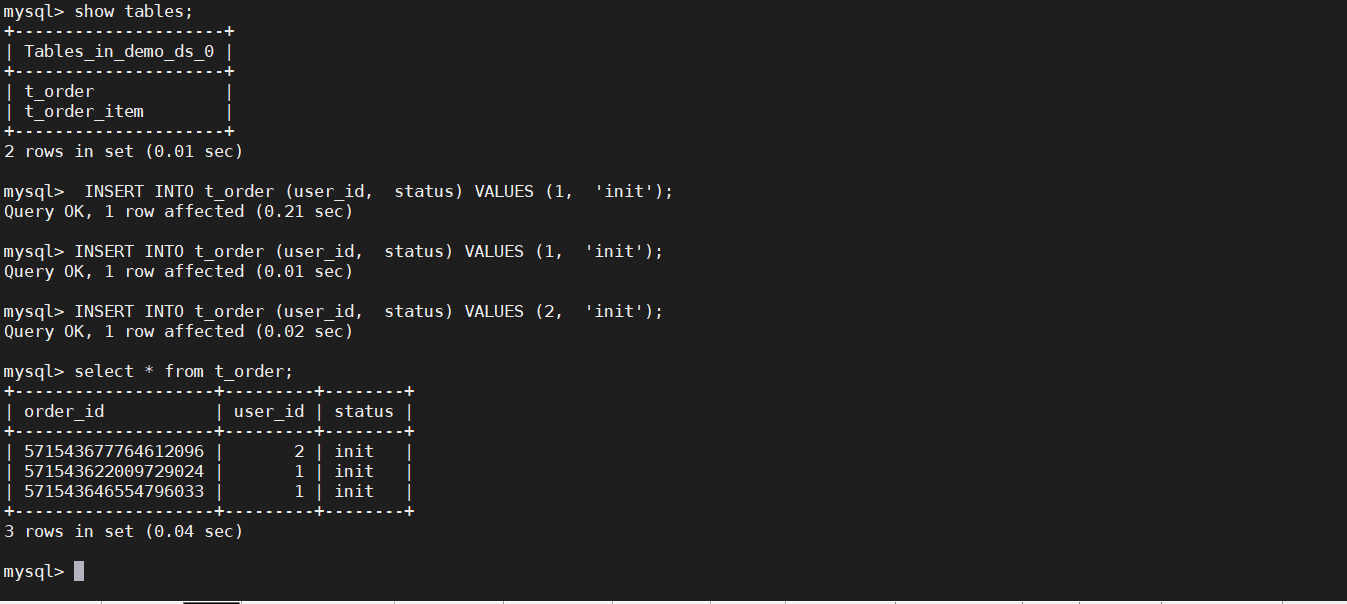 mysql> show tables;
+---------------------+
| Tables_in_demo_ds_0 |
+---------------------+
| t_order             |
| t_order_item        |
+---------------------+
2 rows in set (0.01 sec)

mysql>  INSERT INTO t_order (user_id,  status) VALUES (1,  'init');
Query OK, 1 row affected (0.21 sec)

mysql> INSERT INTO t_order (user_id,  status) VALUES (1,  'init');
Query OK, 1 row affected (0.01 sec)

mysql> INSERT INTO t_order (user_id,  status) VALUES (2,  'init');
Query OK, 1 row affected (0.02 sec)

mysql> select * from t_order;
+--------------------+---------+--------+
| order_id           | user_id | status |
+--------------------+---------+--------+
| 571543677764612096 |       2 | init   |
| 571543622009729024 |       1 | init   |
| 571543646554796033 |       1 | init   |
+--------------------+---------+--------+
3 rows in set (0.04 sec)

mysql>